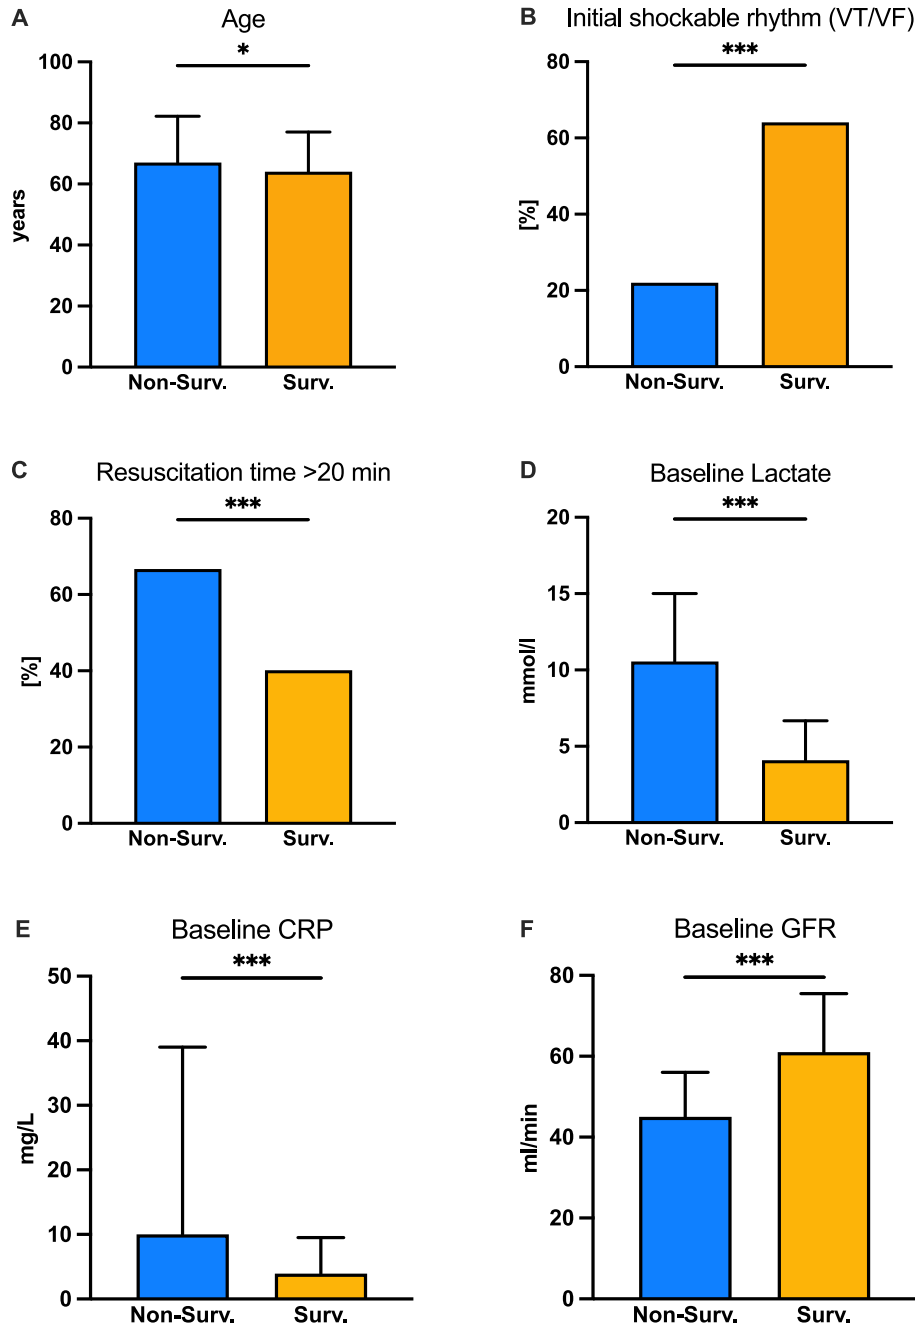 A
Age
*
100
80
60
40
20
0
years
Non-Surv.
Surv.
B
Initial shockable rhythm (VT/VF)
***
80
60
40
20
0
[%]
Non-Surv.
Surv.
C
Resuscitation time >20 min
***
80
60
40
20
0
[%]
Non-Surv.
Surv.
D
Baseline Lactate
***
20
15
10
5
0
mmol/l
Non-Surv.
Surv.
E
Baseline CRP
***
50
40
30
20
10
0
mg/L
Non-Surv.
Surv.
F
Baseline GFR
***
80
60
40
20
0
ml/min
Non-Surv.
Surv.